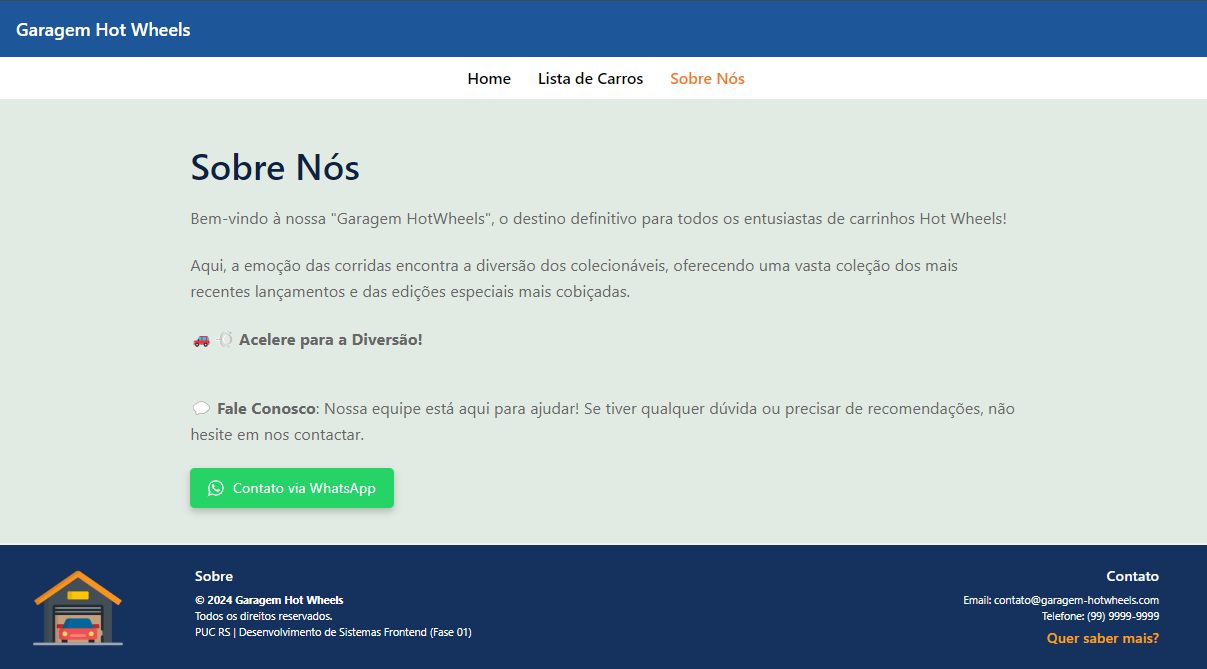 Garagem Hot Wheels
Home Lista de Carros Sobre Nós
Sobre Nós
Bem-vindo à nossa "Garagem HotWheels", o destino definitivo para todos os entusiastas de carrinhos Hot Wheels!
Aqui, a emoção das corridas encontra a diversão dos colecionáveis, oferecendo uma vasta coleção dos mais
recentes lançamentos e das edições especiais mais cobiçadas.
🚗 💨 Acelere para a Diversão!
💬 Fale Conosco: Nossa equipe está aqui para ajudar! Se tiver qualquer dúvida ou precisar de recomendações, não
hesite em nos contactar.
Contato via WhatsApp
Sobre
© 2024 Garagem Hot Wheels
Todos os direitos reservados.
PUC RS | Desenvolvimento de Sistemas Frontend (Fase 01)
Contato
Email: contato@garagem-hotwheels.com
Telefone: (99) 9999-9999
Quer saber mais?